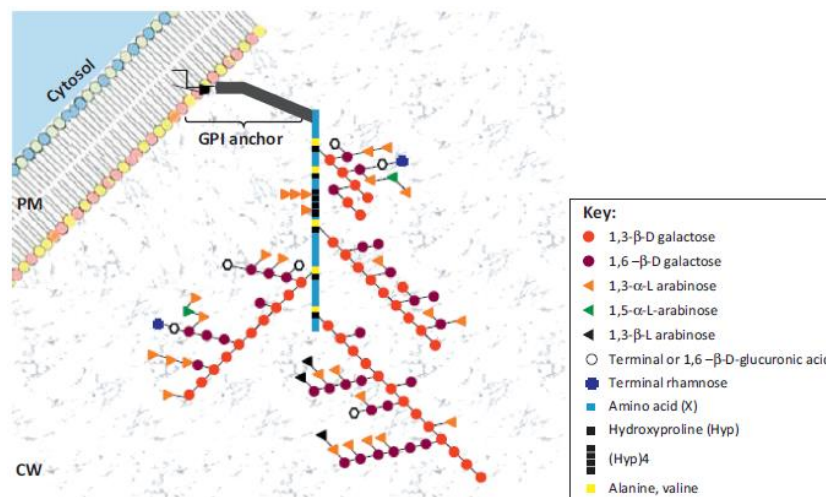 Cytosol
GPI anchor
PM
CW
Key:
1,3-β-D galactose
1,6 –β-D galactose
1,3-α-L arabinose
1,5-α-L-arabinose
1,3-β-L arabinose
Terminal or 1,6 –β-D-glucuronic acid
Terminal rhamnose
Amino acid (X)
Hydroxyproline (Hyp)
(Hyp)4
Alanine, valine